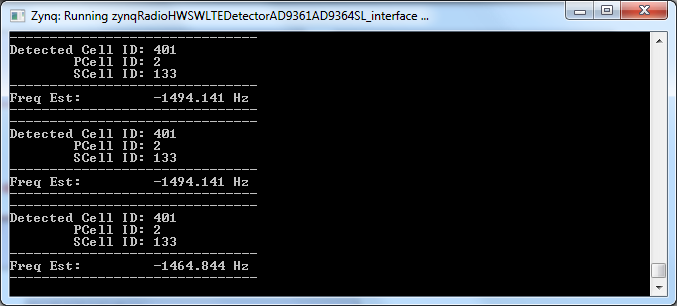 Zynq: Running zynqRadioHWSWLTEDetectorAD9361AD9364SL_interface ...
-------------------------------
Detected Cell ID: 401
PCell ID: 2
SCell ID: 133
-------------------------------
Freq Est: -1494.141 Hz
-------------------------------
-------------------------------
Detected Cell ID: 401
PCell ID: 2
SCell ID: 133
-------------------------------
Freq Est: -1494.141 Hz
-------------------------------
-------------------------------
Detected Cell ID: 401
PCell ID: 2
SCell ID: 133
-------------------------------
Freq Est: -1464.844 Hz
-------------------------------